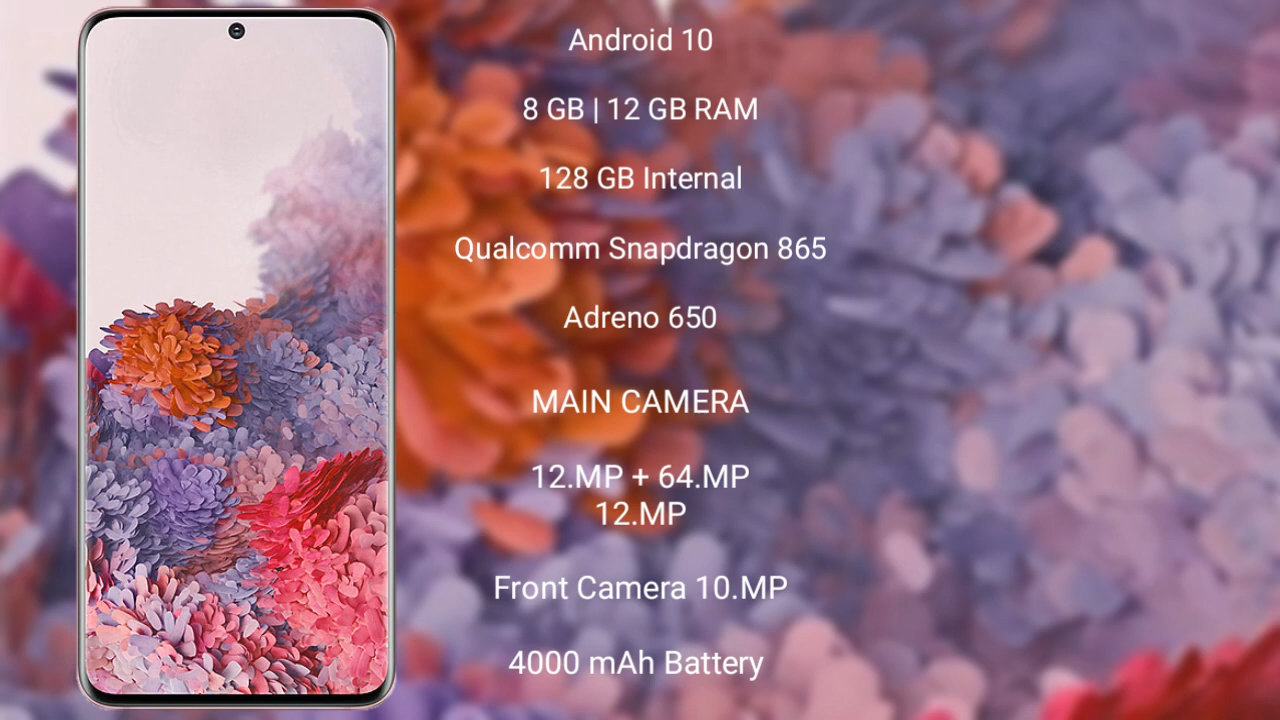 Android 10
8 GB | 12 GB RAM
128 GB Internal
Qualcomm Snapdragon 865
Adreno 650
MAIN CAMERA
12.MP + 64.MP
12.MP
Front Camera 10.MP
4000 mAh Battery